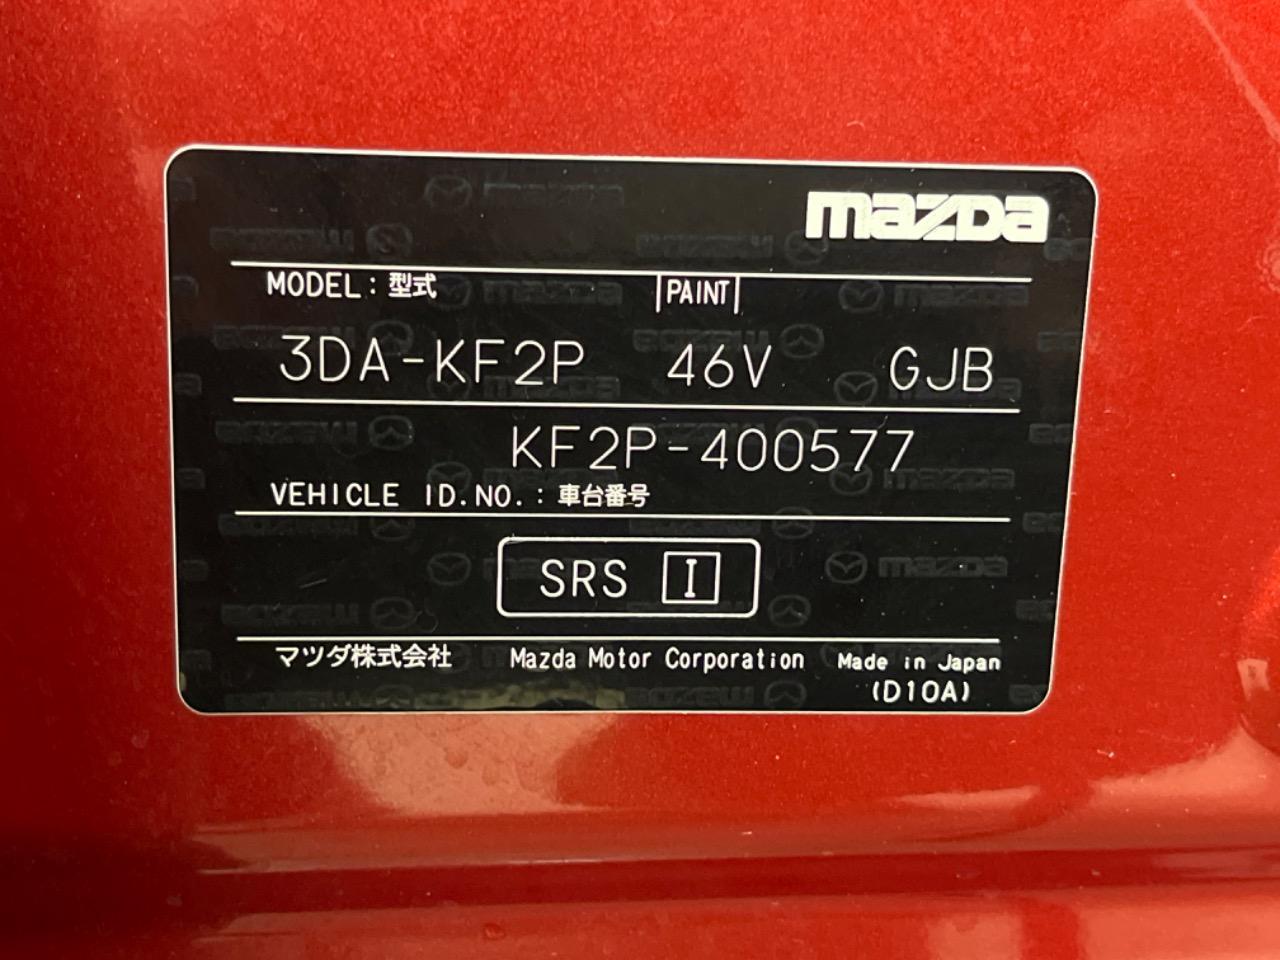 mazda
MODEL : 型式 PAINT
3DA-KF2P 46V GJB
KF2P-400577
VEHICLE ID.NO. : 車台番号
SRS I
マツダ株式会社 Mazda Motor Corporation Made in Japan
(D10A)